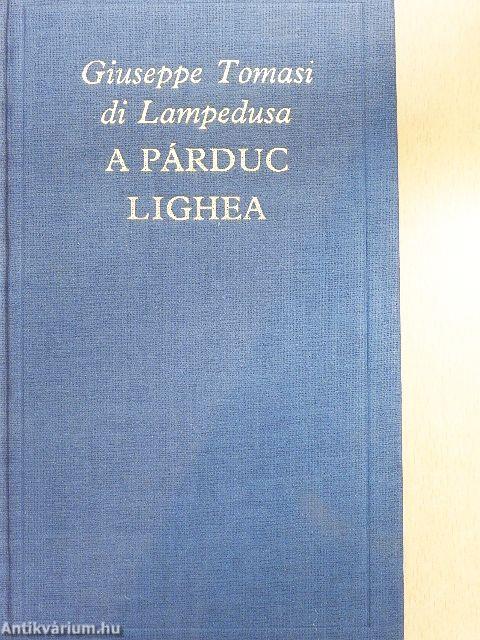 Giuseppe Tomasi
di Lampedusa
A PÁRDUC
LIGHEA
Antikvárium.hu